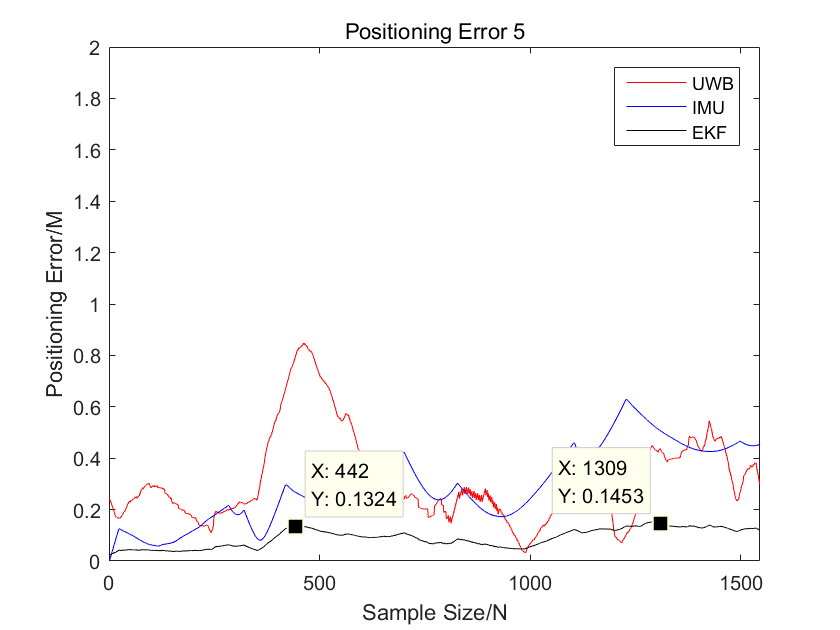 Positioning Error 5
2
1.8
1.6
1.4
1.2
1
0.8
0.6
0.4
0.2
0
Positioning Error/M
UWB
IMU
EKF
X: 442
Y: 0.1324
X: 1309
Y: 0.1453
0
500
1000
1500
Sample Size/N